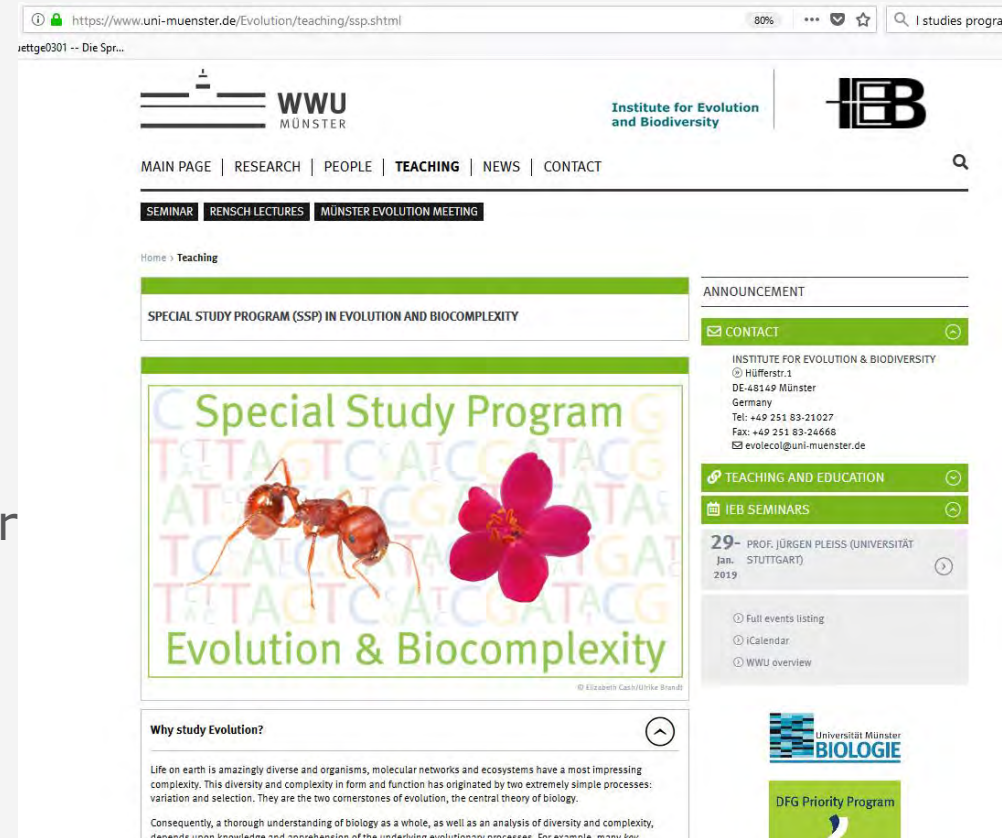 https://www.uni-muenster.de/Evolution/teaching/ssp.shtml
80%
I studies progra
uettge0301 -- Die Spr...
WWU
MÜNSTER
Institute for Evolution
and Biodiversity
IEB
MAIN PAGE | RESEARCH | PEOPLE | TEACHING | NEWS | CONTACT
SEMINAR RENSCH LECTURES MÜNSTER EVOLUTION MEETING
Home › Teaching
SPECIAL STUDY PROGRAM (SSP) IN EVOLUTION AND BIOCOMPLEXITY
Special Study Program
Evolution & Biocomplexity
© Elizabeth Cash/Ulrike Brandt
Why study Evolution?
Life on earth is amazingly diverse and organisms, molecular networks and ecosystems have a most impressing
complexity. This diversity and complexity in form and function has originated by two extremely simple processes:
variation and selection. They are the two cornerstones of evolution, the central theory of biology.
Consequently, a thorough understanding of biology as a whole, as well as an analysis of diversity and complexity,
depends upon knowledge and apprehension of the underlying evolutionary processes. For example, many key
ANNOUNCEMENT
CONTACT
INSTITUTE FOR EVOLUTION & BIODIVERSITY
Hüfferstr.1
DE-48149 Münster
Germany
Tel: +49 251 83-21027
Fax: +49 251 83-24668
evolecol@uni-muenster.de
TEACHING AND EDUCATION
IEB SEMINARS
29- PROF. JÜRGEN PLEISS (UNIVERSITÄT
Jan. STUTTGART)
2019
Full events listing
iCalendar
WWU overview
Universität Münster
BIOLOGIE
DFG Priority Program
r